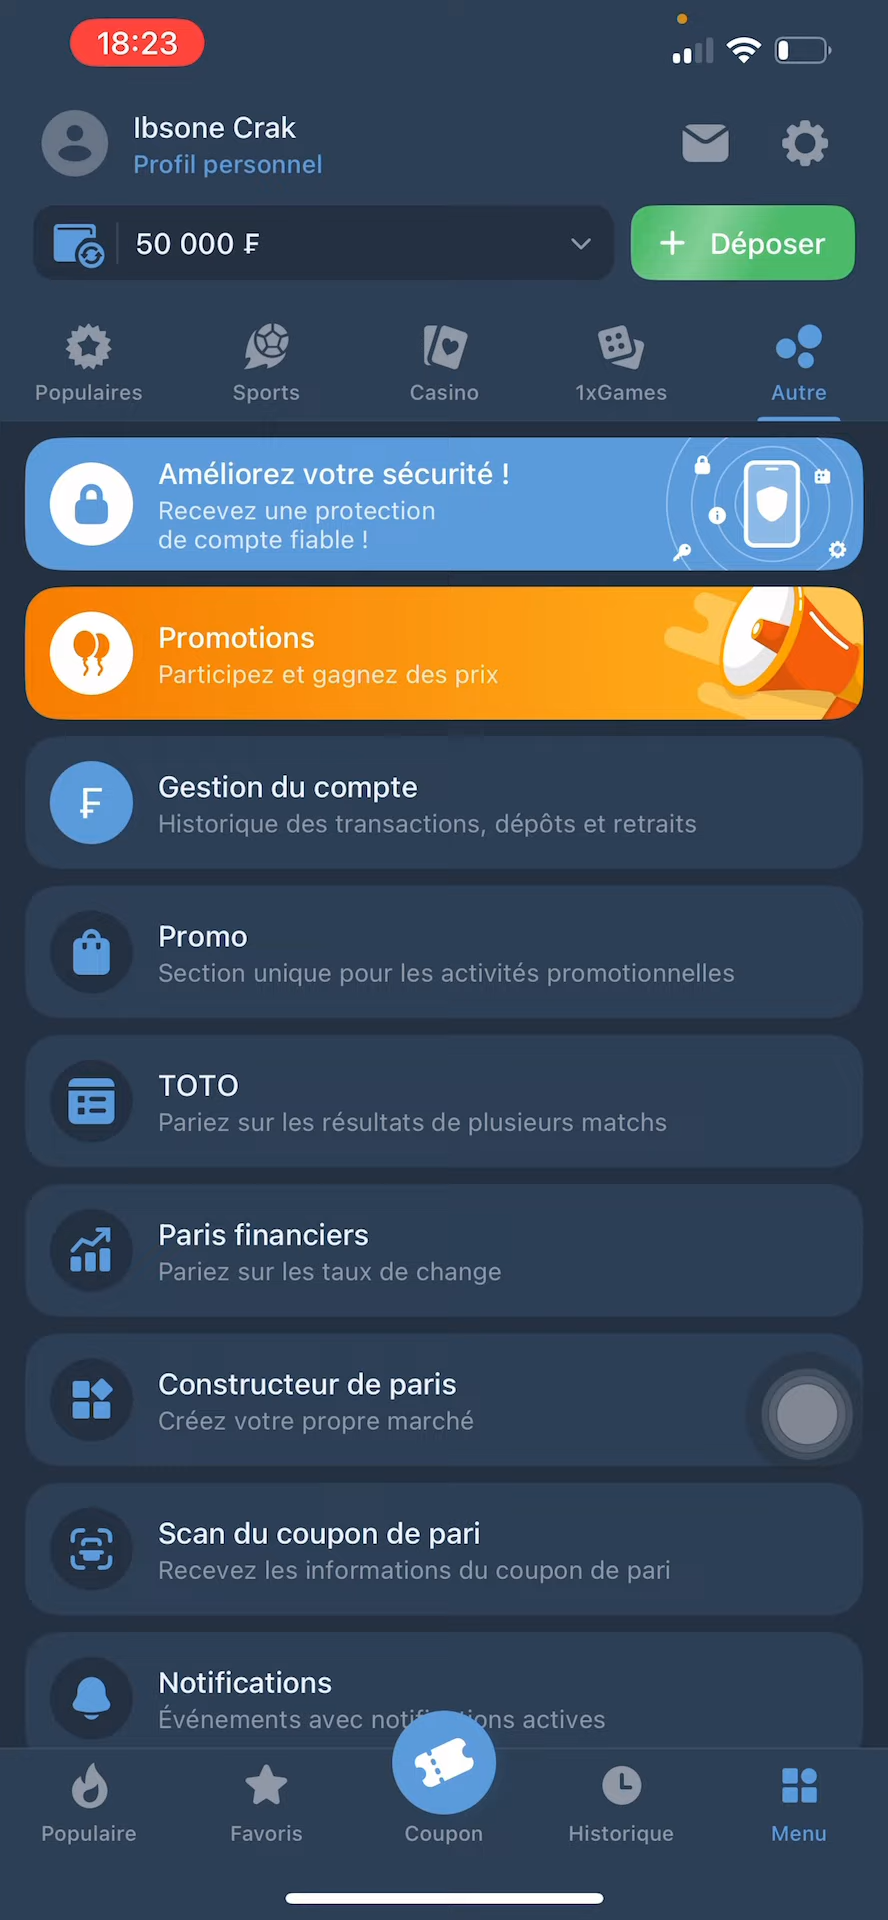 18:23
Ibsone Crak
Profil personnel
50 000 ₣
+ Déposer
Populaires
Sports
Casino
1xGames
Autre
Améliorez votre sécurité !
Recevez une protection
de compte fiable !
Promotions
Participez et gagnez des prix
₣
Gestion du compte
Historique des transactions, dépôts et retraits
Promo
Section unique pour les activités promotionnelles
TOTO
Pariez sur les résultats de plusieurs matchs
Paris financiers
Pariez sur les taux de change
Constructeur de paris
Créez votre propre marché
Scan du coupon de pari
Recevez les informations du coupon de pari
Notifications
Événements avec notifications actives
Populaire
Favoris
Coupon
Historique
Menu